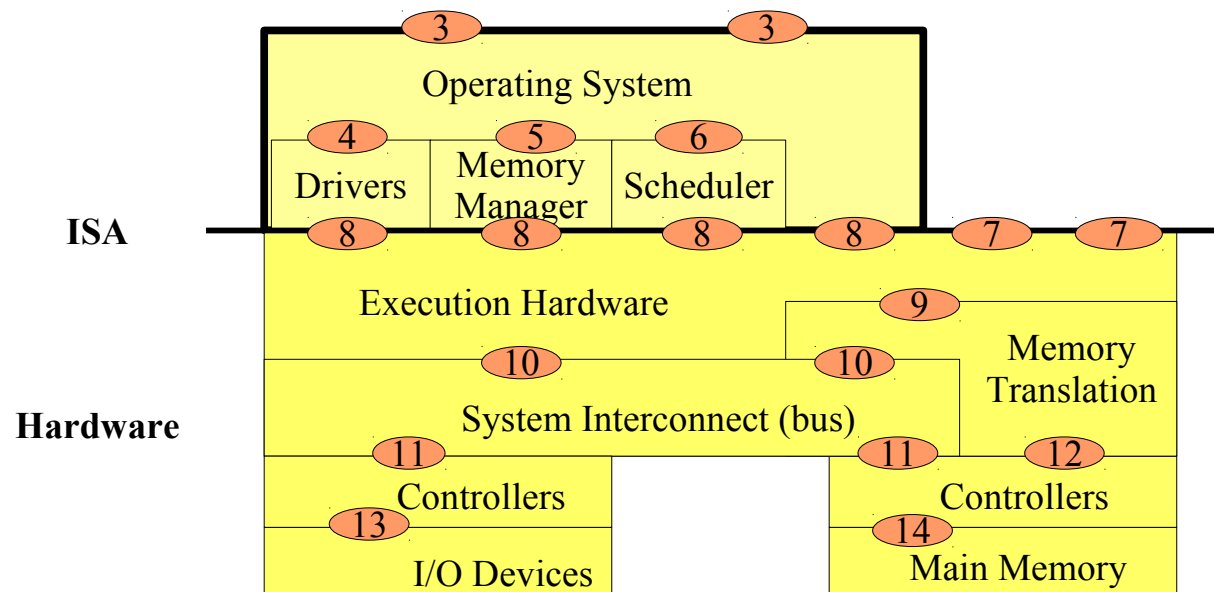 3 3
Operating System
4 5 6
Drivers Memory Manager Scheduler
ISA 8 8 8 8 7 7
Execution Hardware
9
Memory
Translation
10 10
System Interconnect (bus)
Hardware
11 11 12
Controllers Controllers
13 14
I/O Devices Main Memory